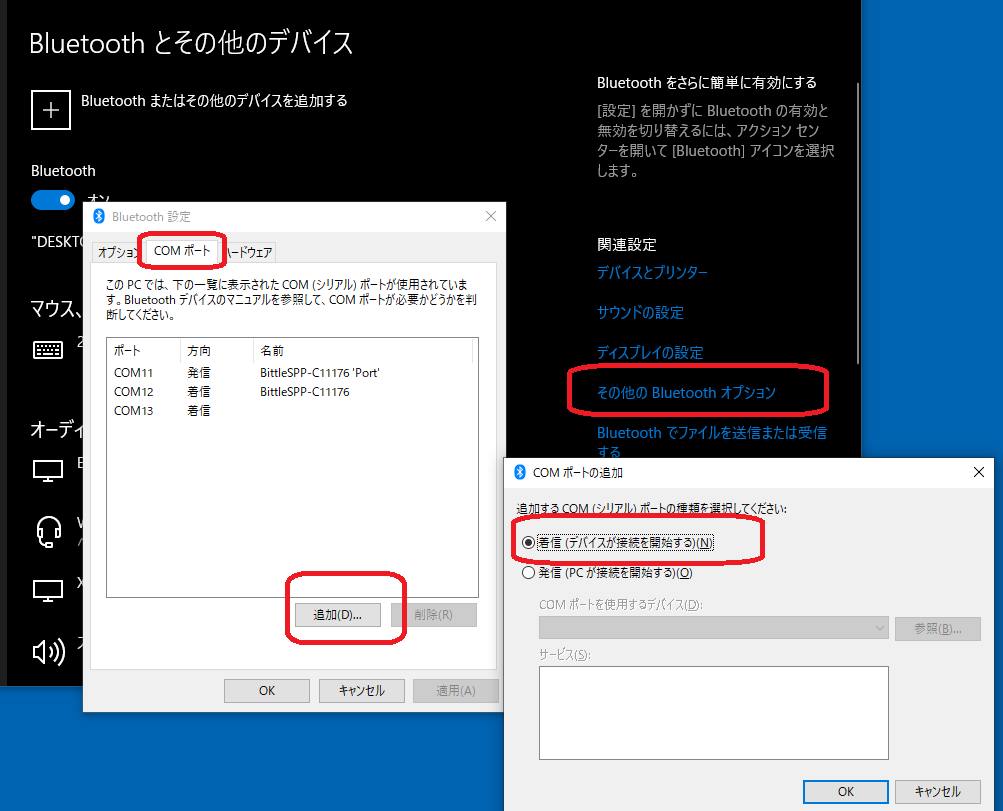 Bluetooth とその他のデバイス
Bluetooth またはその他のデバイスを追加する
Bluetooth
オン
"DESKTO
マウス、
オーディ
Bluetooth をさらに簡単に有効にする
[設定] を開かずに Bluetooth の有効と
無効を切り替えるには、アクション セン
ターを開いて [Bluetooth] アイコンを選択
します。
関連設定
デバイスとプリンター
サウンドの設定
ディスプレイの設定
その他の Bluetooth オプション
Bluetooth でファイルを送信または受信
する
Bluetooth 設定
オプション
COM ポート
ハードウェア
この PC では、下の一覧に表示された COM (シリアル) ポートが使用されていま
す。Bluetooth デバイスのマニュアルを参照して、COM ポートが必要かどうかを判
断してください。
ポート 方向 名前
COM11 発信 BittleSPP-C11176 'Port'
COM12 着信 BittleSPP-C11176
COM13 着信
追加(D)... 削除(R)
OK キャンセル 適用(A)
COM ポートの追加
追加する COM (シリアル) ポートの種類を選択してください:
着信 (デバイスが接続を開始する)(N)
発信 (PC が接続を開始する)(O)
COM ポートを使用するデバイス(D):
参照(B)...
サービス(S):
OK キャンセル